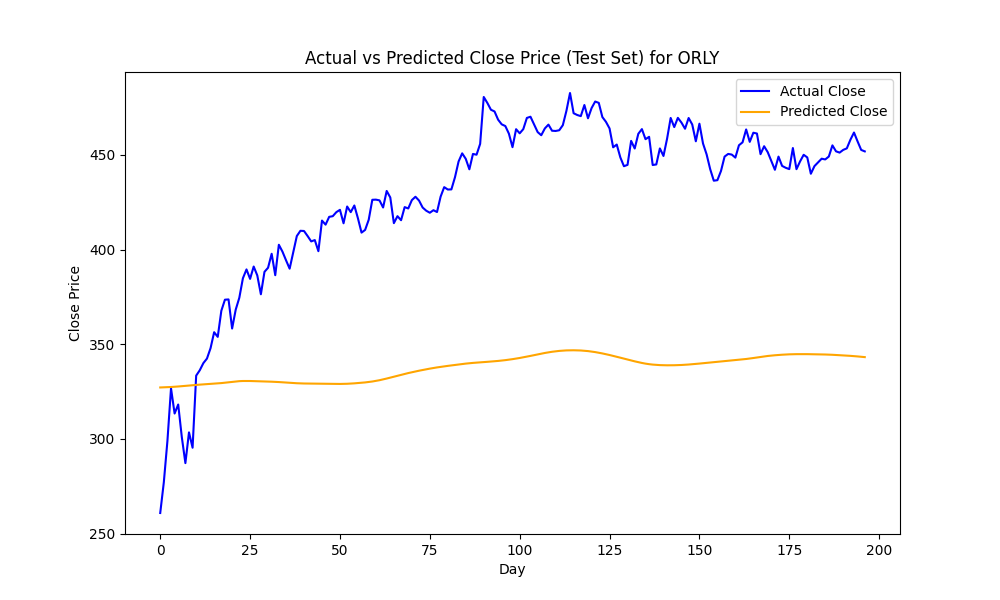 Actual vs Predicted Close Price (Test Set) for ORLY
Actual Close
Predicted Close
450
400
350
300
250
Close Price
0 25 50 75 100 125 150 175 200
Day